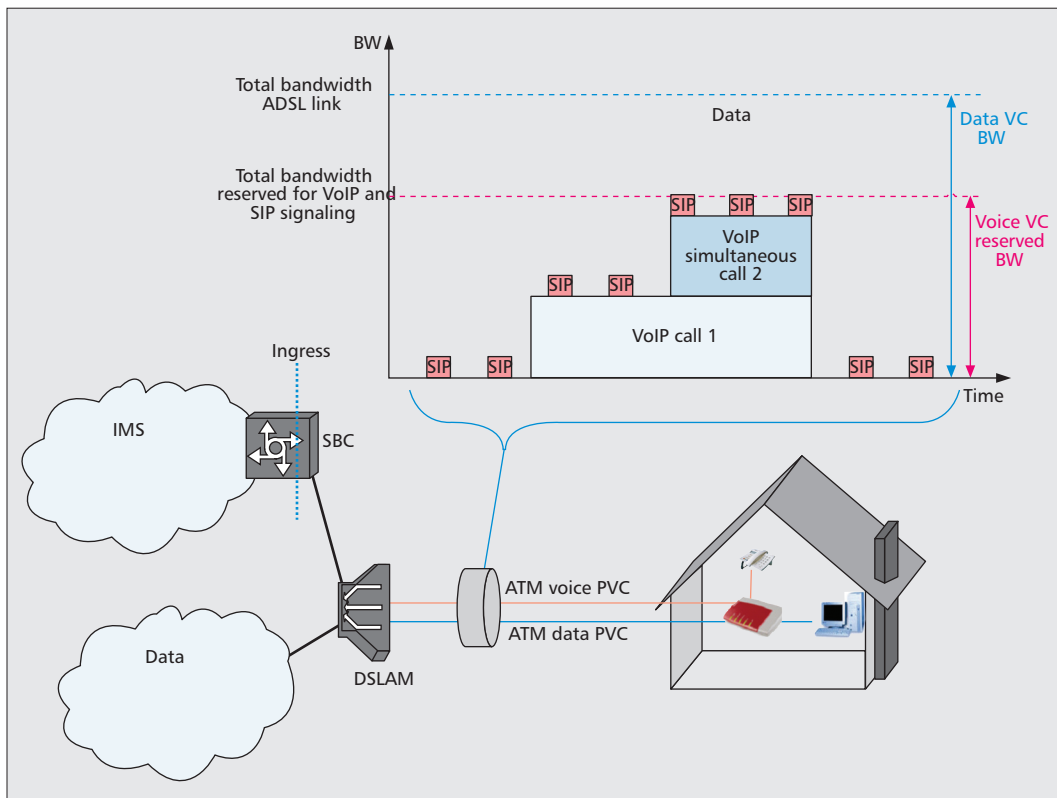 BW
Total bandwidth
ADSL link
Data
Data VC
BW
Total bandwidth
reserved for VoIP and
SIP signaling
SIP
SIP
SIP
Voice VC
reserved
BW
VoIP
simultaneous
call 2
SIP
SIP
VoIP call 1
Ingress
SIP
SIP
SIP
SIP
Time
IMS
SBC
ATM voice PVC
ATM data PVC
Data
DSLAM